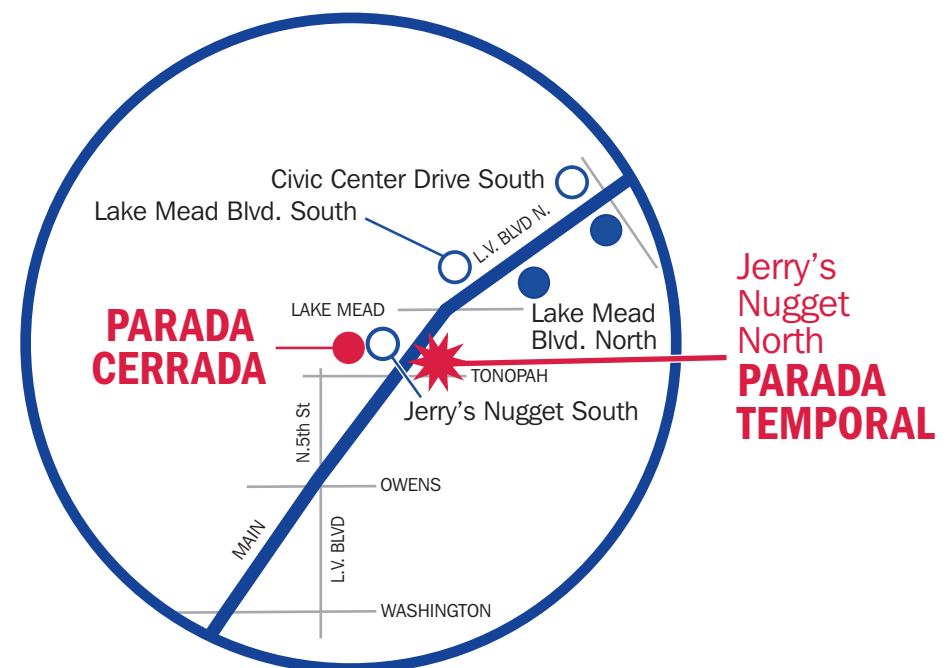 Civic Center Drive South
Lake Mead Blvd. South
L.V. BLVD N.
LAKE MEAD
Lake Mead
Blvd. North
PARADA
CERRADA
Jerry's
Nugget
North
PARADA
TEMPORAL
TONOPAH
Jerry's Nugget South
N.5th St
OWENS
MAIN
L.V. BLVD
WASHINGTON